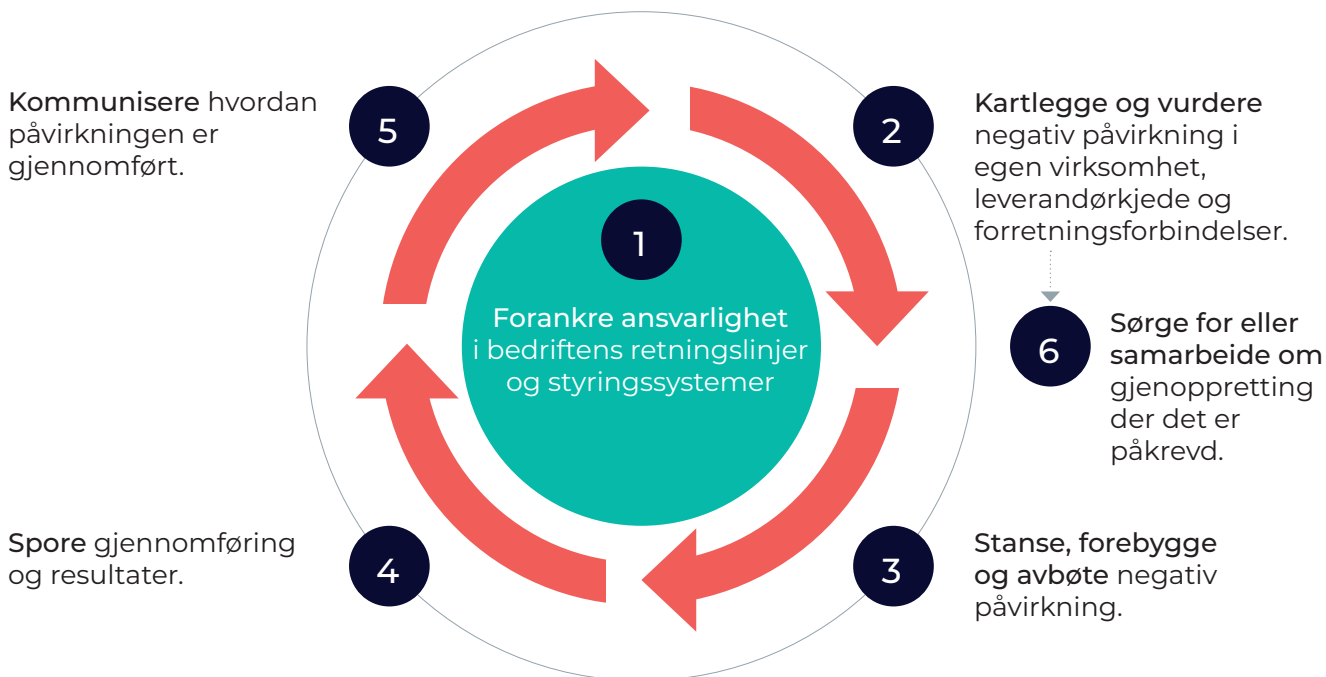 1
Forankre ansvarlighet
i bedriftens retningslinjer
og styringssystemer
2
Kartlegge og vurdere
negativ påvirkning i
egen virksomhet,
leverandørkjede og
forretningsforbindelser.
6
Sørge for eller
samarbeide om
gjenoppretting
der det er
påkrevd.
3
Stanse, forebygge
og avbøte negativ
påvirkning.
4
Spore gjennomføring
og resultater.
5
Kommunisere hvordan
påvirkningen er
gjennomført.